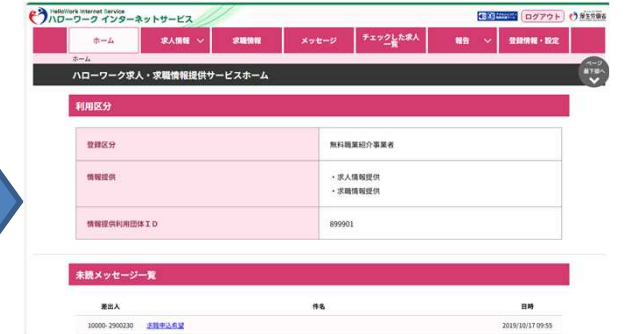 HelloWork Internet Service
ハローワーク インターネットサービス
ログアウト
厚生労働省
ホーム
求人情報
求職情報
メッセージ
チェックした求人
一覧
報告
登録情報・設定
ホーム
ページ
最下部へ
ハローワーク求人・求職情報提供サービスホーム
利用区分
登録区分 無料職業紹介事業者
情報提供 ・求人情報提供
・求職情報提供
情報提供利用団体ID 899901
未読メッセージ一覧
差出人 件名 日時
10000-2900230 求職申込希望 2019/10/17 09:55